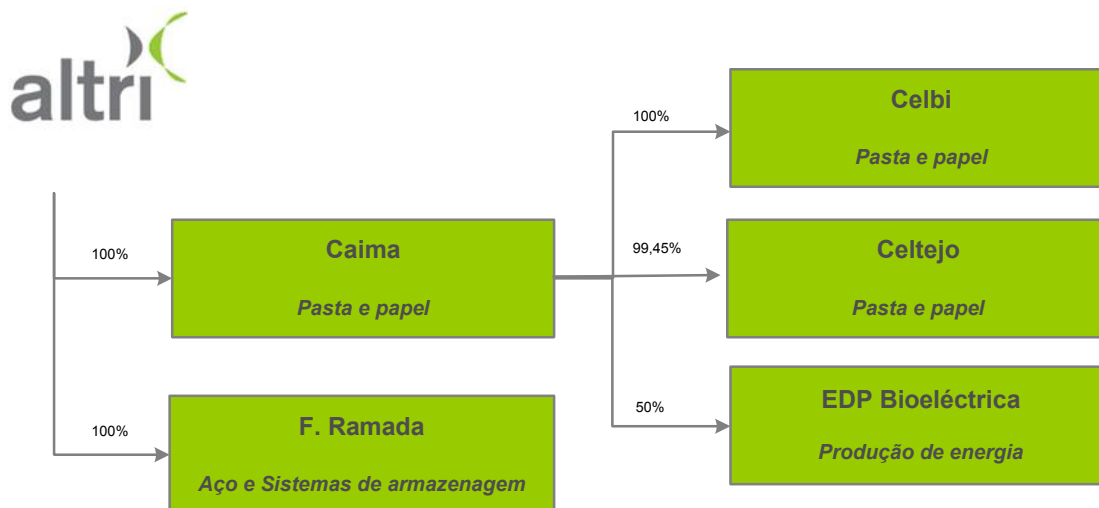 altri
100%
Caima
Pasta e papel
100%
F. Ramada
Aço e Sistemas de armazenagem
100%
Celbi
Pasta e papel
99,45%
Celtejo
Pasta e papel
50%
EDP Bioeléctrica
Produção de energia